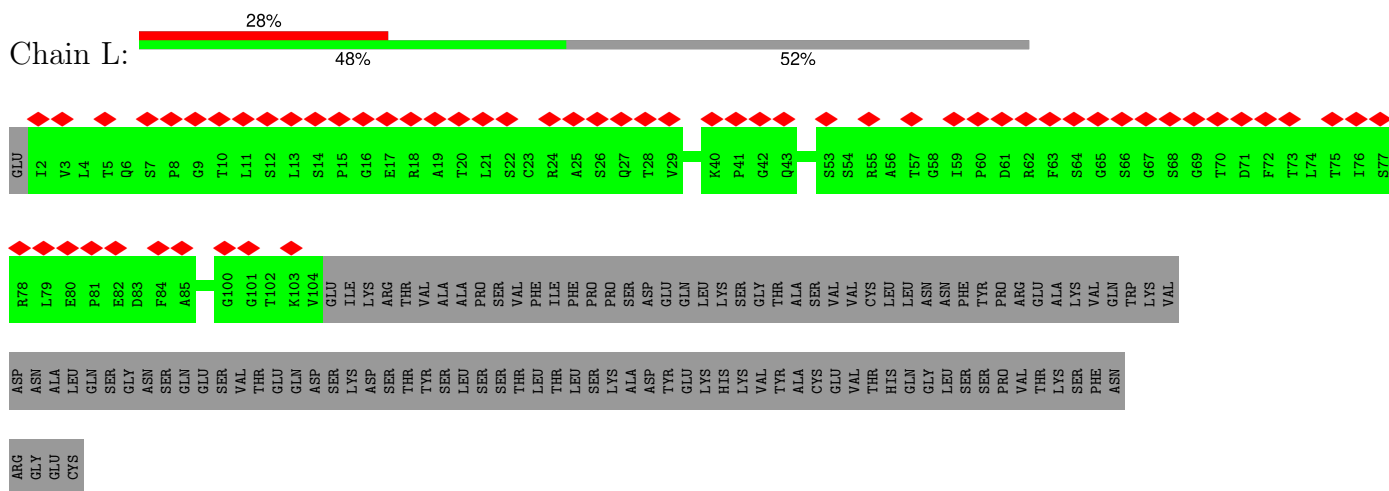 28%
Chain L:
48% 52%
GLU I2 V3 L4 T5 Q6 S7 P8 G9 T10 L11 S12 L13 S14 P15 G16 E17 R18 A19 T20 L21 S22 C23 R24 A25 S26 Q27 T28 V29 K40 P41 G42 Q43 S53 S54 R55 A56 T57 G58 I59 P60 D61 R62 F63 S64 G65 S66 G67 S68 G69 T70 D71 F72 T73 L74 T75 I76 S77
R78 L79 E80 P81 E82 D83 F84 A85 G100 G101 T102 K103 V104 GLU ILE LYS ARG THR VAL ALA ALA PRO SER VAL PHE ILE PHE PRO PRO SER ASP GLU GLN LEU LYS SER GLY THR ALA SER VAL VAL CYS LEU LEU ASN ASN PHE TYR PRO ARG GLU ALA LYS VAL GLN TRP LYS VAL
ASP ASN ALA LEU GLN SER GLY ASN SER GLN GLU SER VAL THR GLU GLN ASP SER LYS ASP SER THR TYR SER LEU SER SER THR LEU THR LEU SER LYS ALA ASP TYR GLU LYS HIS LYS VAL TYR ALA CYS GLU VAL THR HIS GLN GLY LEU SER SER PRO VAL THR LYS SER PHE ASN
ARG GLY GLU CYS